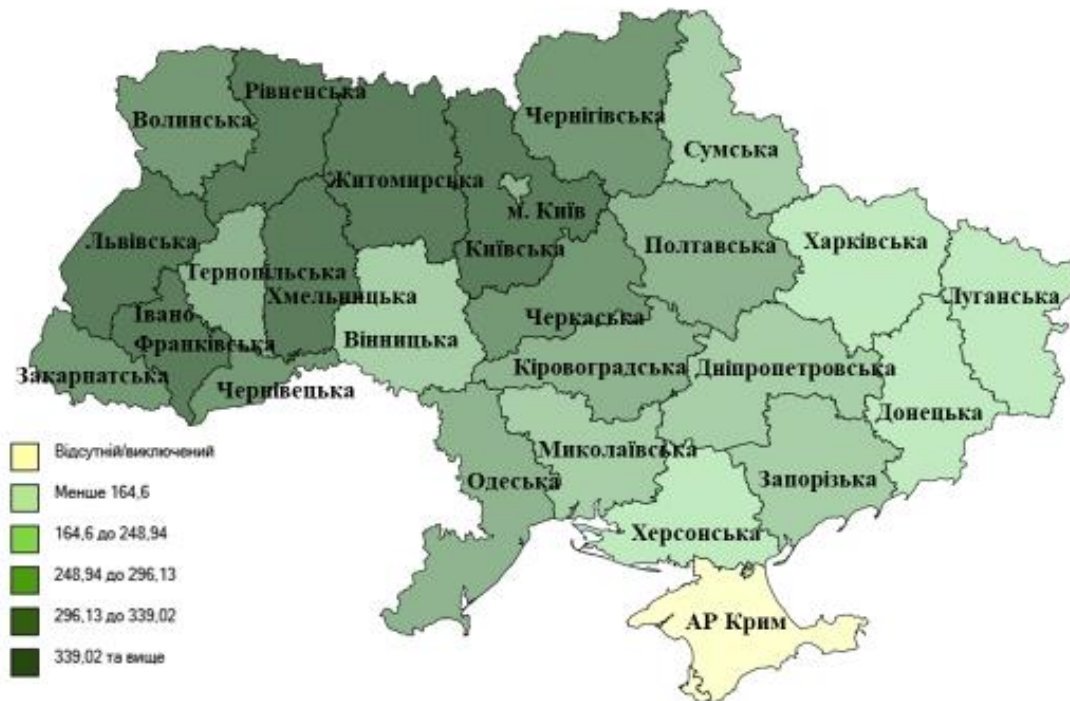 Рівненська
Волинська
Чернігівська
Сумська
Житомирська
м. Київ
Львівська
Київська
Полтавська
Харківська
Тернопільська
Хмельницька
Луганська
Івано
Франківська
Вінницька
Черкаська
Закарпатська
Чернівецька
Кіровоградська
Дніпропетровська
Донецька
Миколаївська
Одеська
Запорізька
Херсонська
АР Крим
Відсутній/виключений
Менше 164,6
164,6 до 248,94
248,94 до 296,13
296,13 до 339,02
339,02 та вище